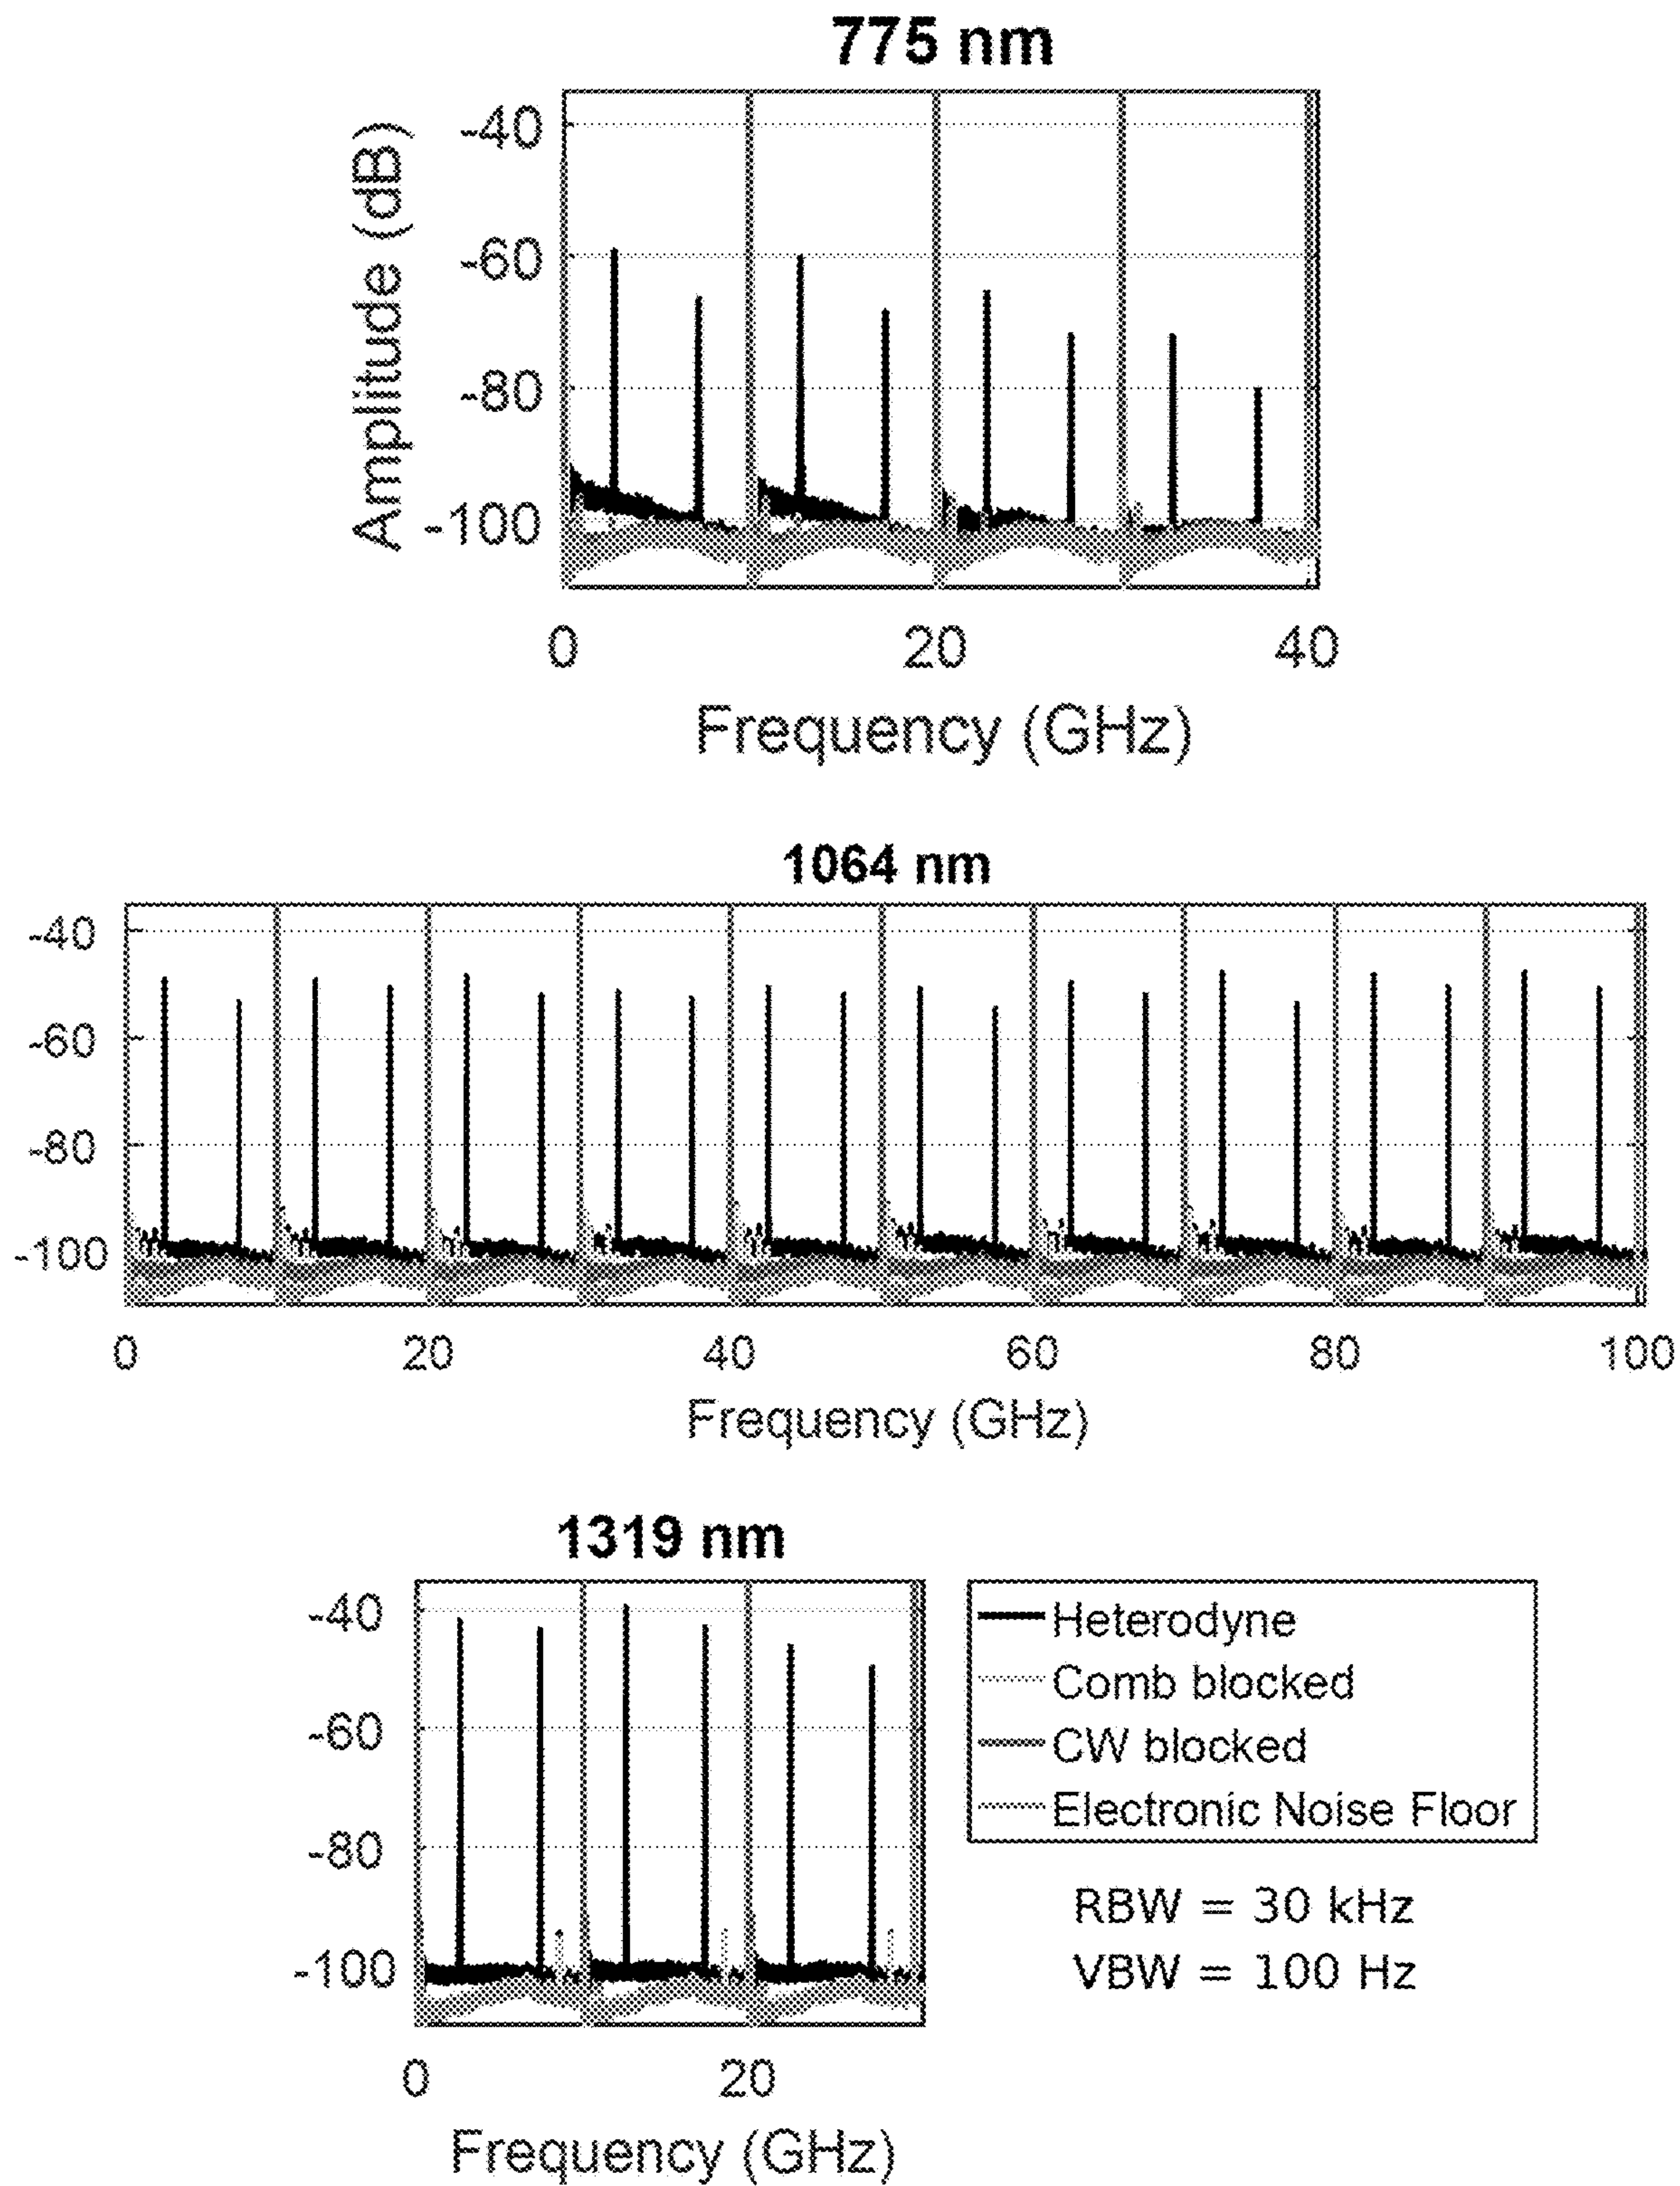 775 nm
Amplitude (dB)
-40
-60
-80
-100
0 20 40
Frequency (GHz)
1064 nm
-40
-60
-80
-100
0 20 40 60 80 100
Frequency (GHz)
1319 nm
-40
-60
-80
-100
0 20
Frequency (GHz)
Heterodyne
Comb blocked
CW blocked
Electronic Noise Floor
RBW = 30 kHz
VBW = 100 Hz